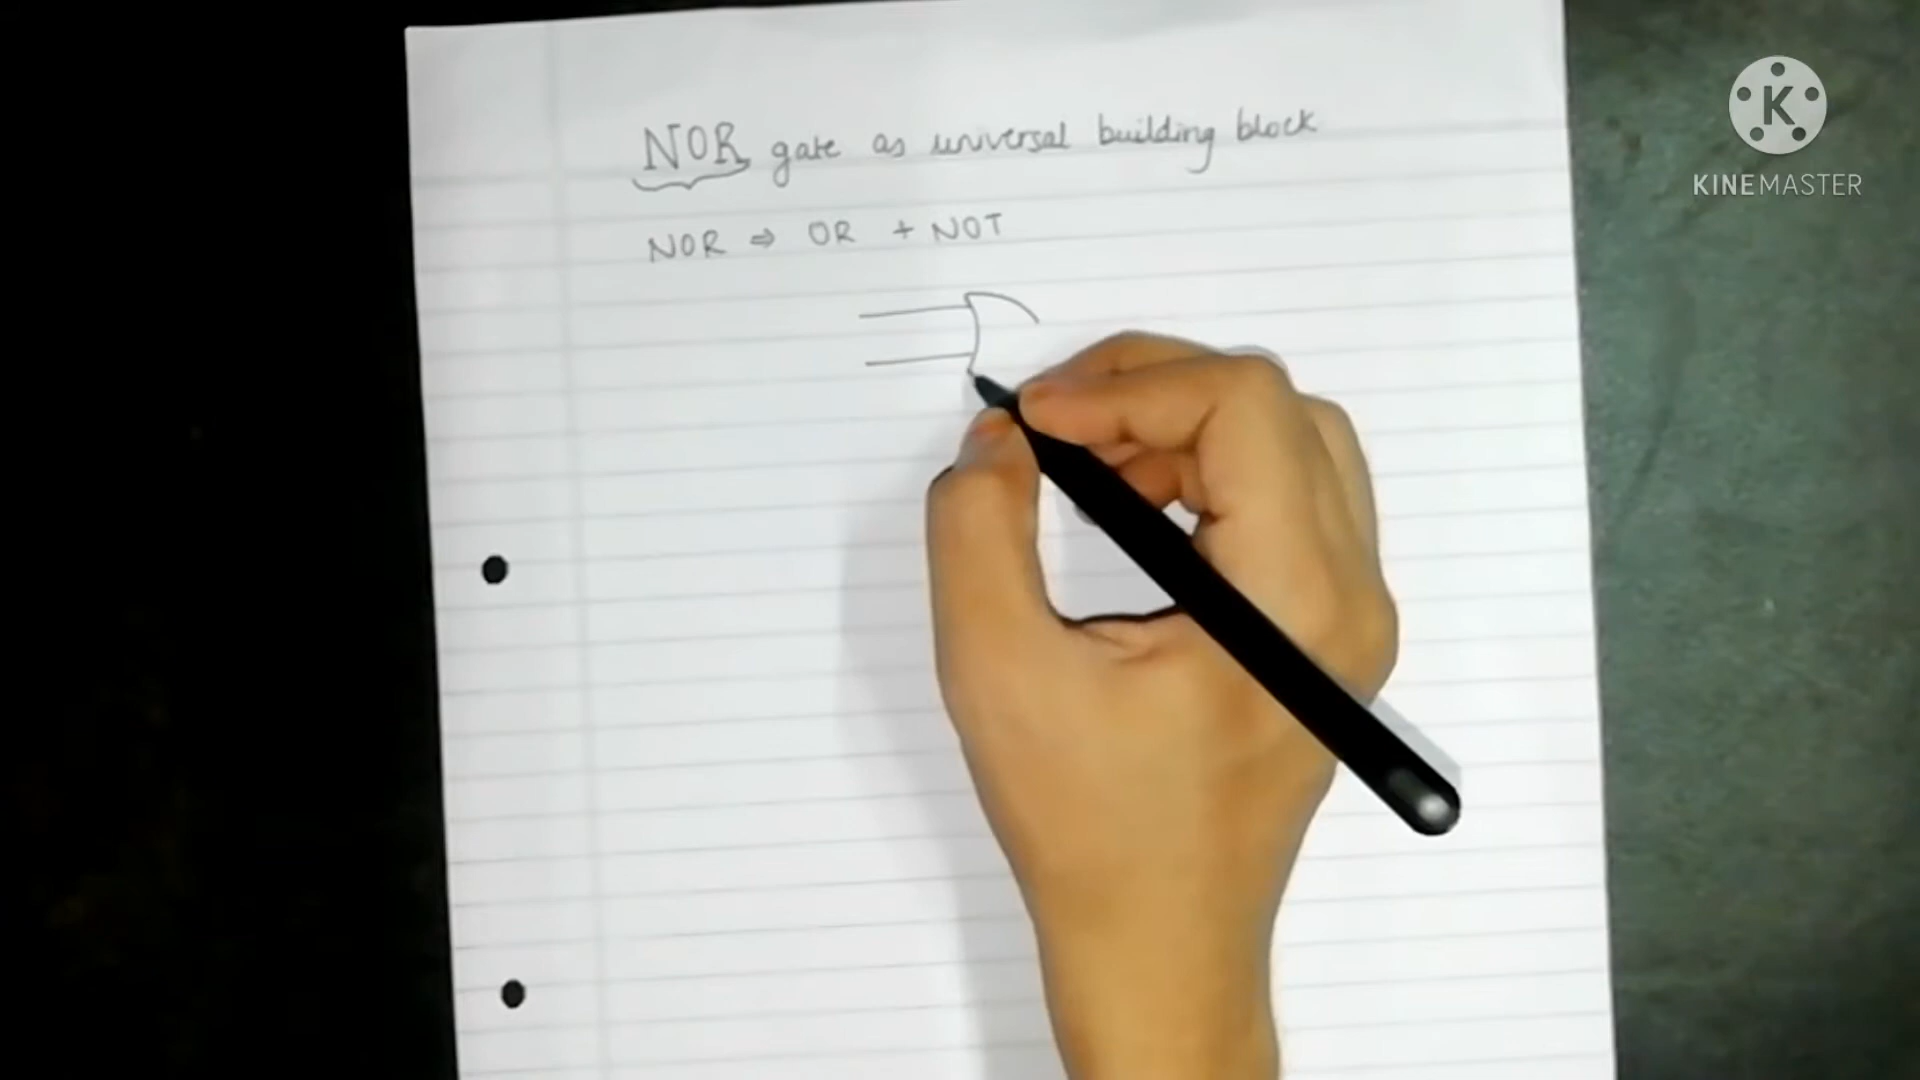 NOR gate as universal building block
NOR ⇒ OR + NOT
K
KINEMASTER